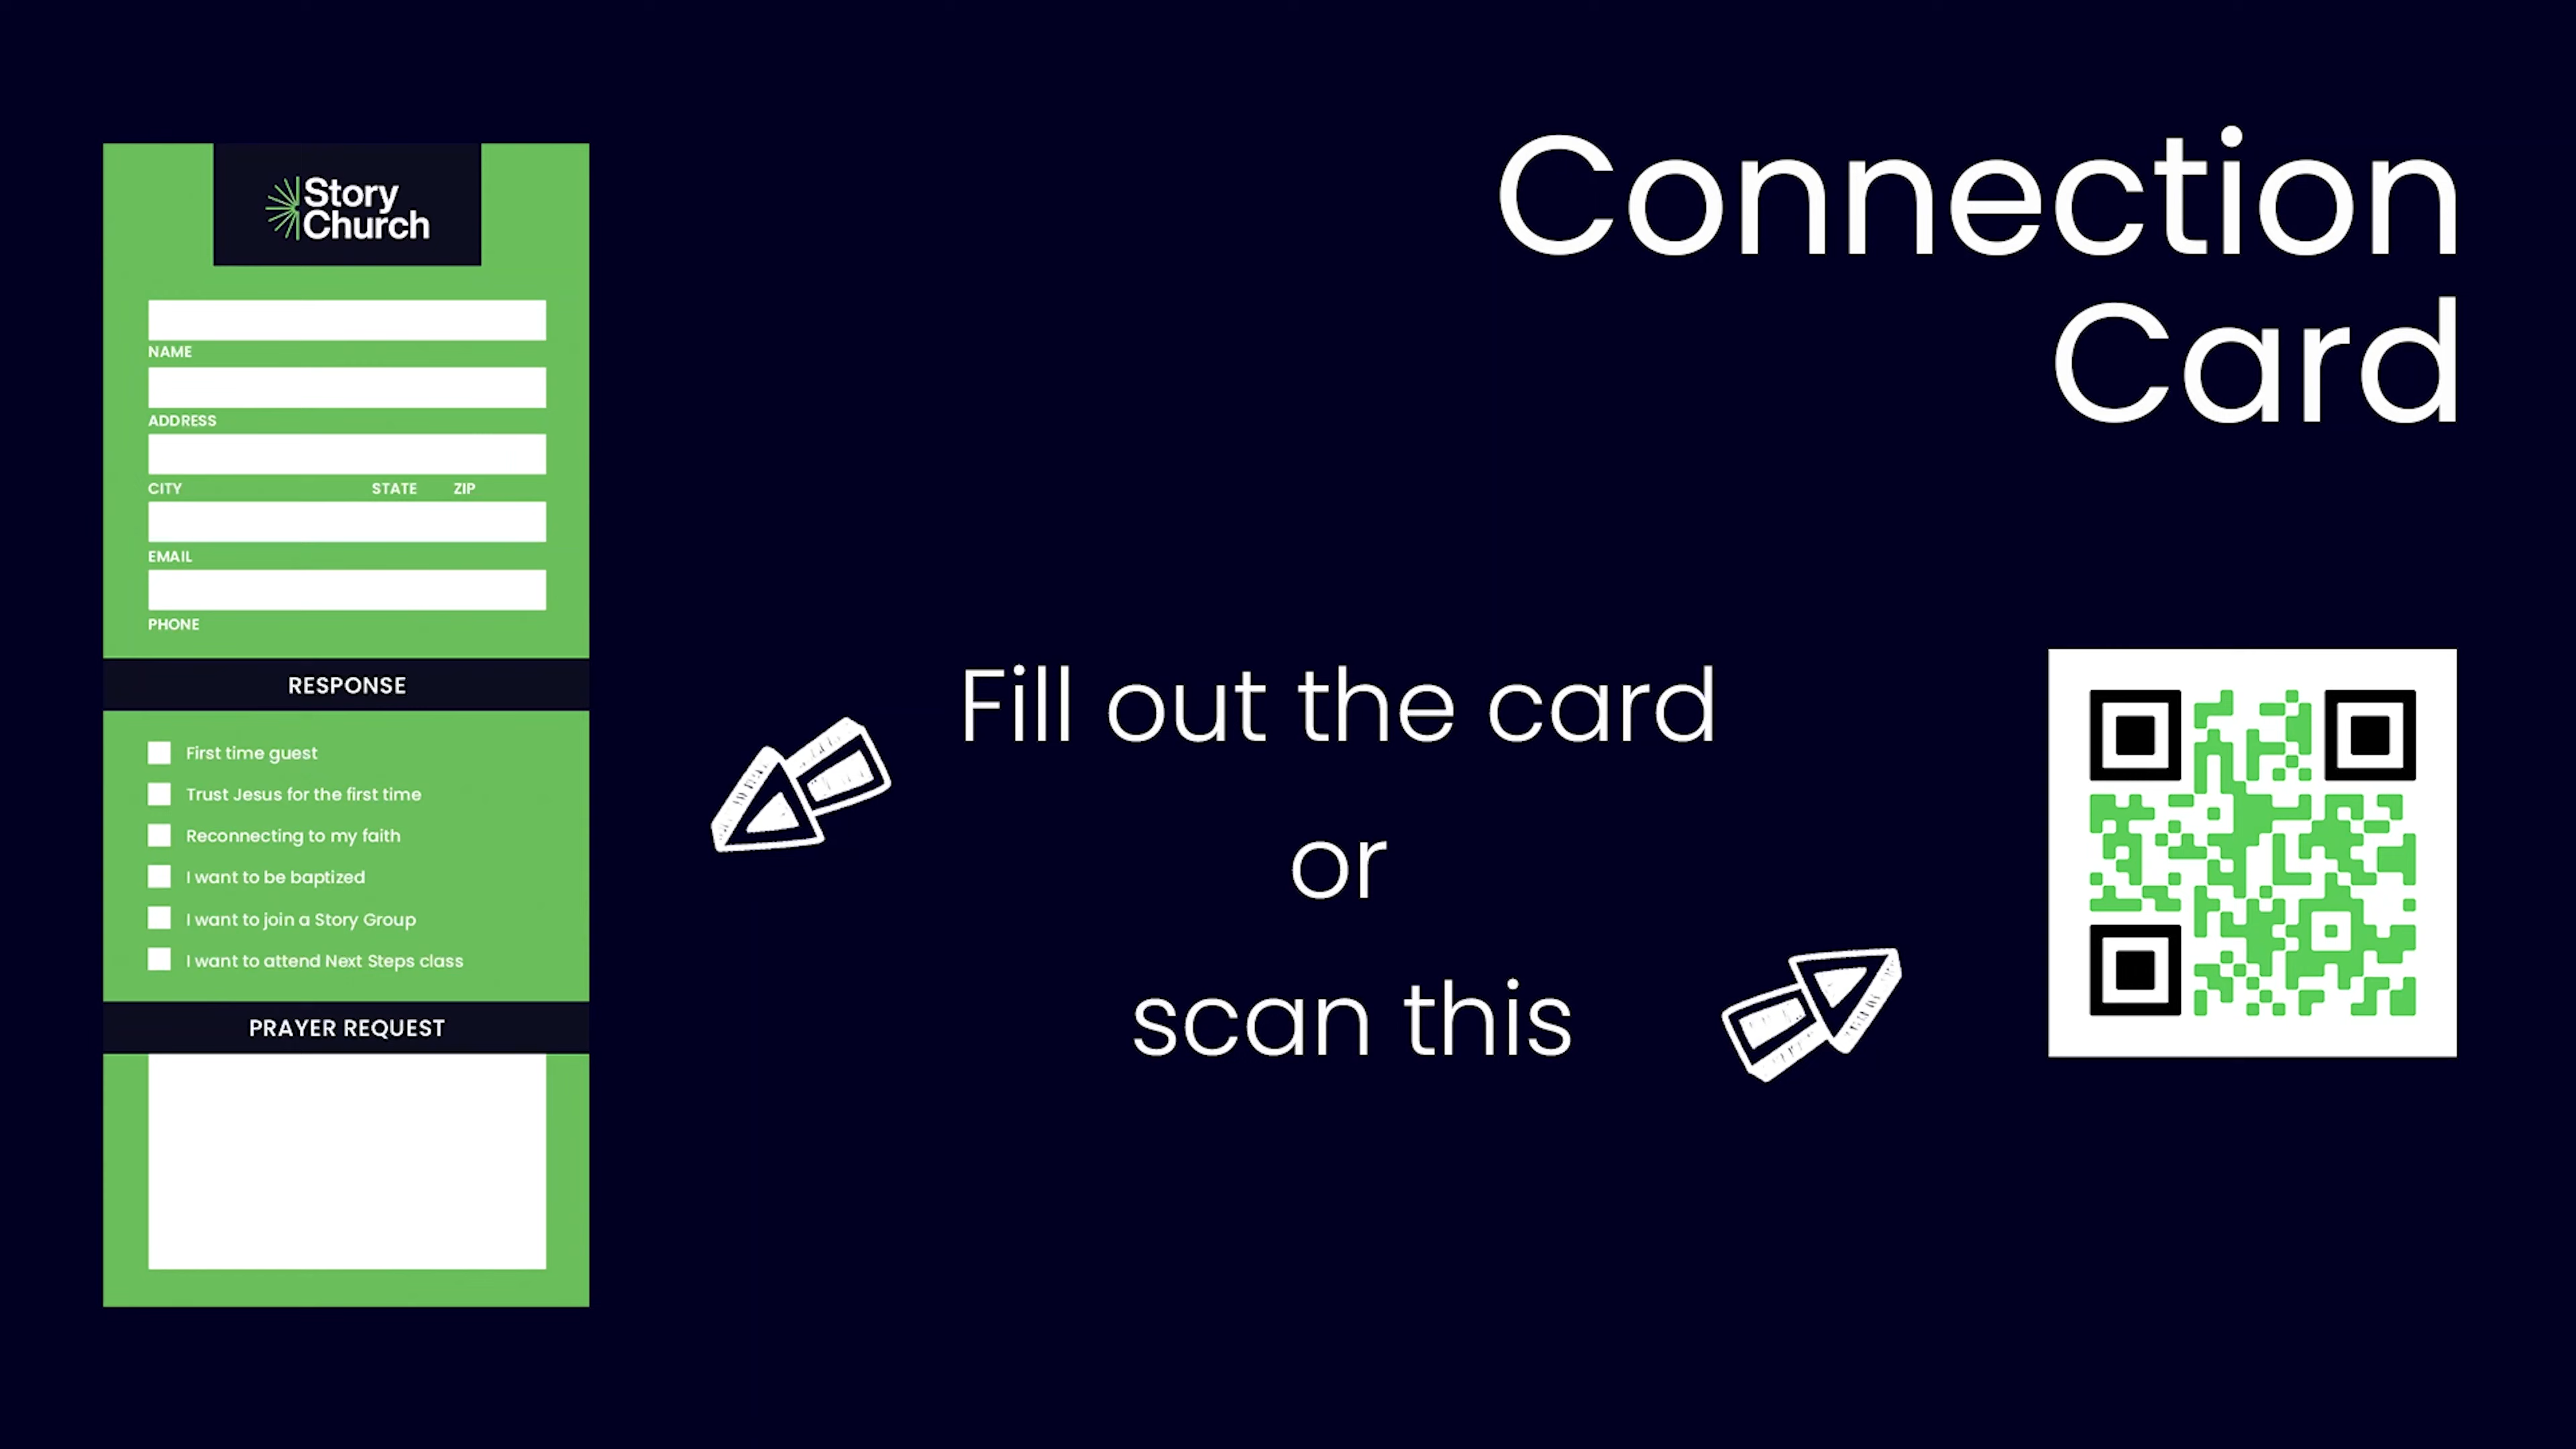 Story
Church
NAME
ADDRESS
CITY STATE ZIP
EMAIL
PHONE
RESPONSE
First time guest
Trust Jesus for the first time
Reconnecting to my faith
I want to be baptized
I want to join a Story Group
I want to attend Next Steps class
PRAYER REQUEST
Connection
Card
Fill out the card
or
scan this